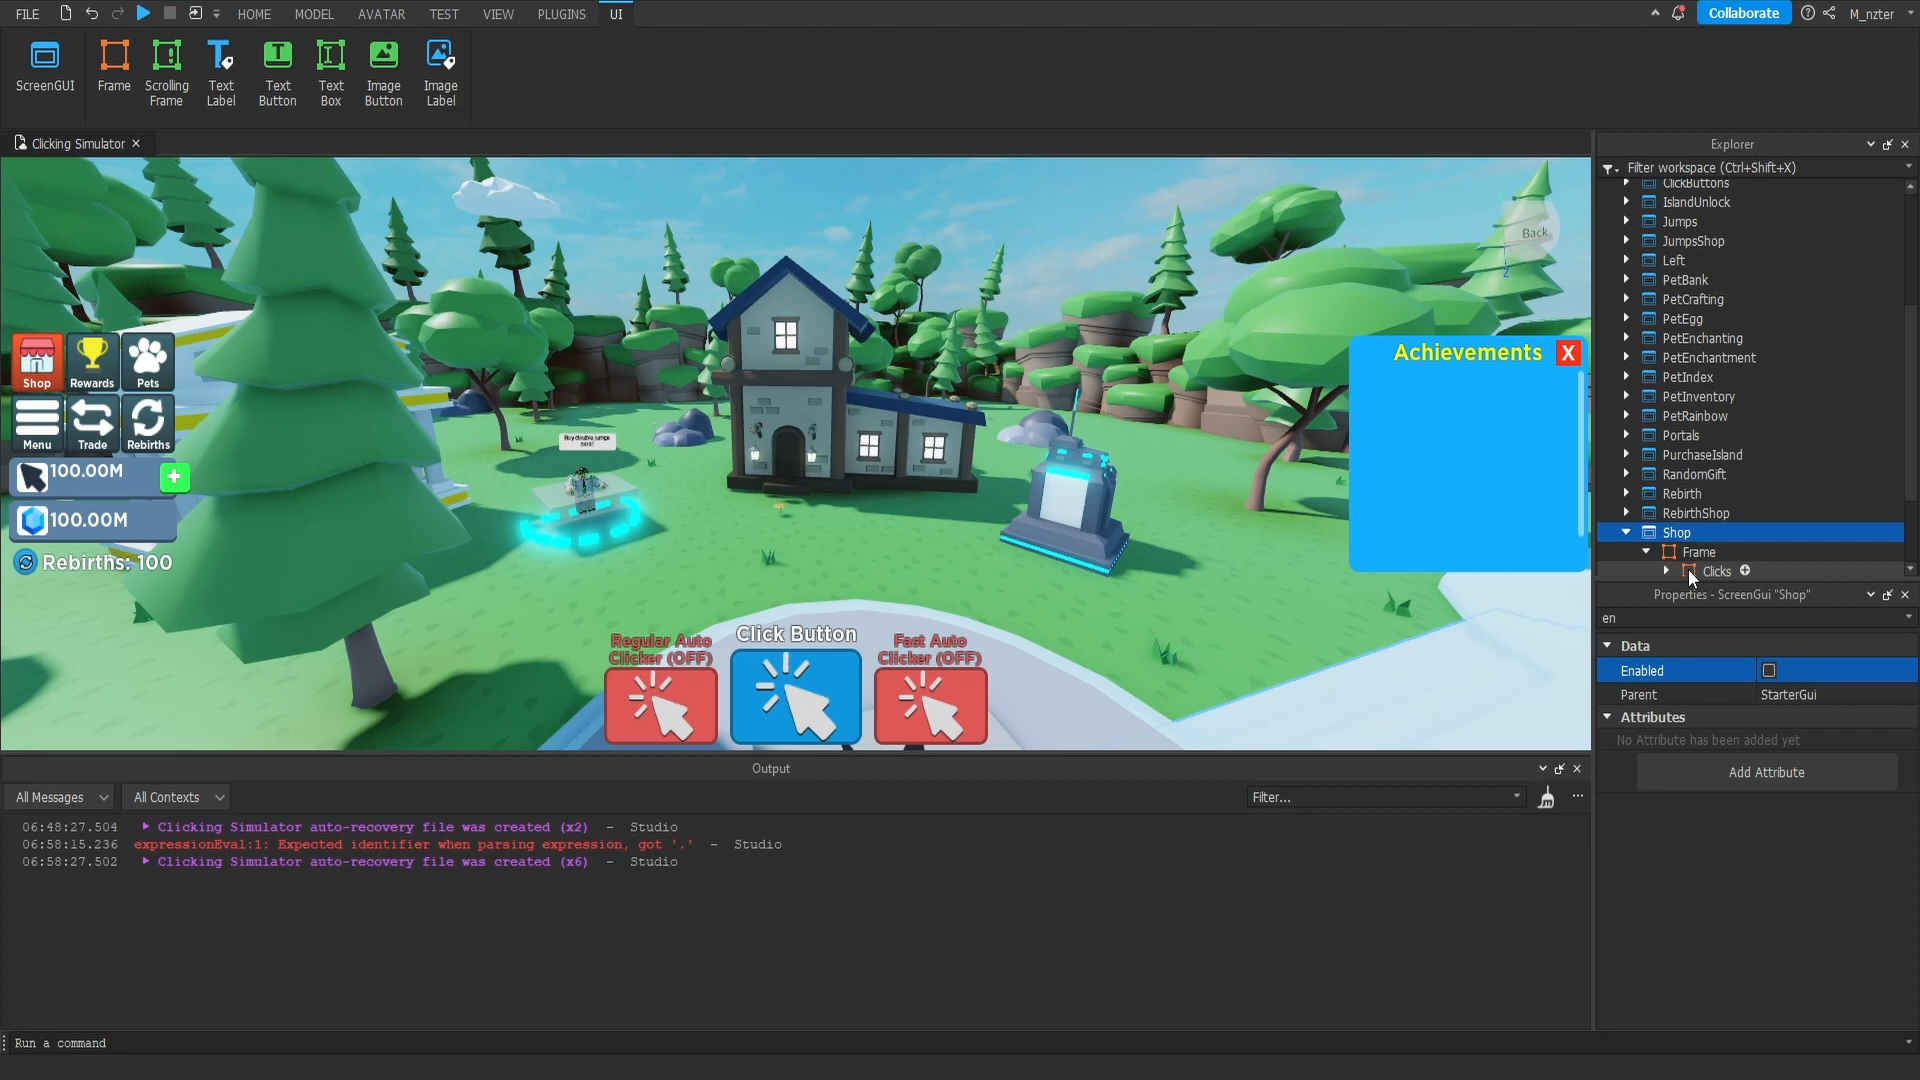 FILE HOME MODEL AVATAR TEST VIEW PLUGINS UI Collaborate M_nzter
ScreenGUI Frame Scrolling Frame Text Label Text Button Text Box Image Button Image Label
Clicking Simulator
Back
Achievements X
Shop Rewards Pets
Menu Trade Rebirths
100.00M +
100.00M
Rebirths: 100
Buy double jumps here!
Regular Auto Clicker (OFF)
Click Button
Fast Auto Clicker (OFF)
Explorer
Filter workspace (Ctrl+Shift+X)
ClickButtons
IslandUnlock
Jumps
JumpsShop
Left
PetBank
PetCrafting
PetEgg
PetEnchanting
PetEnchantment
PetIndex
PetInventory
PetRainbow
Portals
PurchaseIsland
RandomGift
Rebirth
RebirthShop
Shop
Frame
Clicks
Properties - ScreenGui "Shop"
en
Data
Enabled
Parent StarterGui
Attributes
No Attribute has been added yet
Add Attribute
Output
All Messages All Contexts Filter...
06:48:27.504 Clicking Simulator auto-recovery file was created (x2) - Studio
06:58:15.236 expressionEval:1: Expected identifier when parsing expression, got '.' - Studio
06:58:27.502 Clicking Simulator auto-recovery file was created (x6) - Studio
Run a command